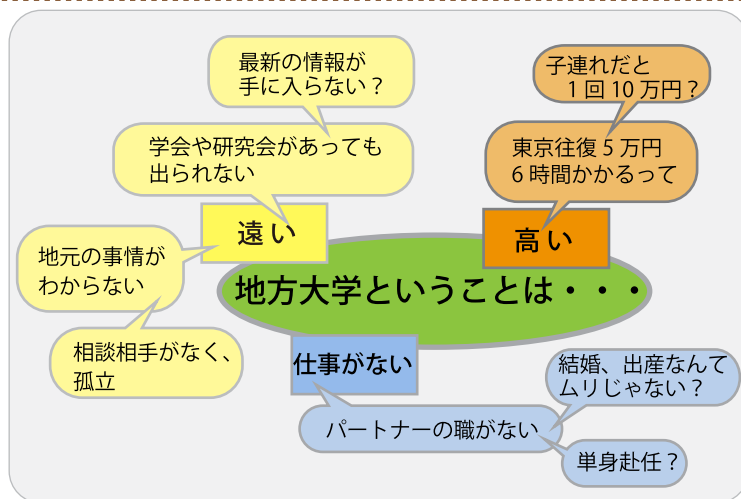 最新の情報が
手に入らない？
学会や研究会があっても
出られない
遠い
地元の事情が
わからない
相談相手がなく、
孤立
子連れだと
1回10万円？
東京往復5万円
6時間かかるって
高い
地方大学ということは・・・
仕事がない
パートナーの職がない
結婚、出産なんて
ムリじゃない？
単身赴任？